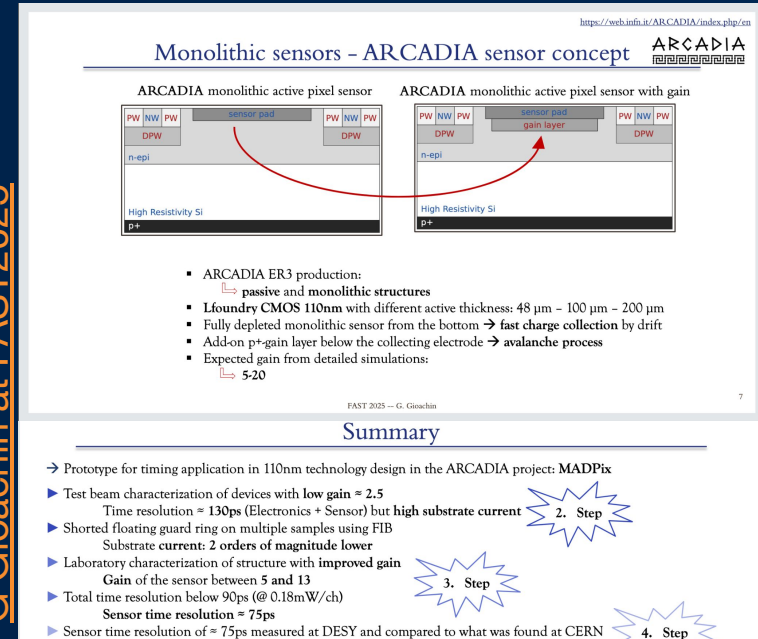 https://web.infn.it/ARCADIA/index.php/en
Monolithic sensors – ARCADIA sensor concept
ARCADIA
ARCADIA monolithic active pixel sensor
PW NW PW
sensor pad
PW NW PW
DPW
DPW
n-epi
High Resistivity Si
p+
ARCADIA monolithic active pixel sensor with gain
PW NW PW
sensor pad
PW NW PW
gain layer
DPW
DPW
n-epi
High Resistivity Si
p+
▪ ARCADIA ER3 production:
passive and monolithic structures
▪ Lfoundry CMOS 110nm with different active thickness: 48 µm – 100 µm – 200 µm
▪ Fully depleted monolithic sensor from the bottom → fast charge collection by drift
▪ Add-on p+-gain layer below the collecting electrode → avalanche process
▪ Expected gain from detailed simulations:
5-20
FAST 2025 -- G. Gioachin
7
Summary
→ Prototype for timing application in 110nm technology design in the ARCADIA project: MADPix
▶ Test beam characterization of devices with low gain ≈ 2.5
Time resolution ≈ 130ps (Electronics + Sensor) but high substrate current
2. Step
▶ Shorted floating guard ring on multiple samples using FIB
Substrate current: 2 orders of magnitude lower
▶ Laboratory characterization of structure with improved gain
Gain of the sensor between 5 and 13
3. Step
▶ Total time resolution below 90ps (@ 0.18mW/ch)
Sensor time resolution ≈ 75ps
▶ Sensor time resolution of ≈ 75ps measured at DESY and compared to what was found at CERN
4. Step
Gioachin at FAST2025